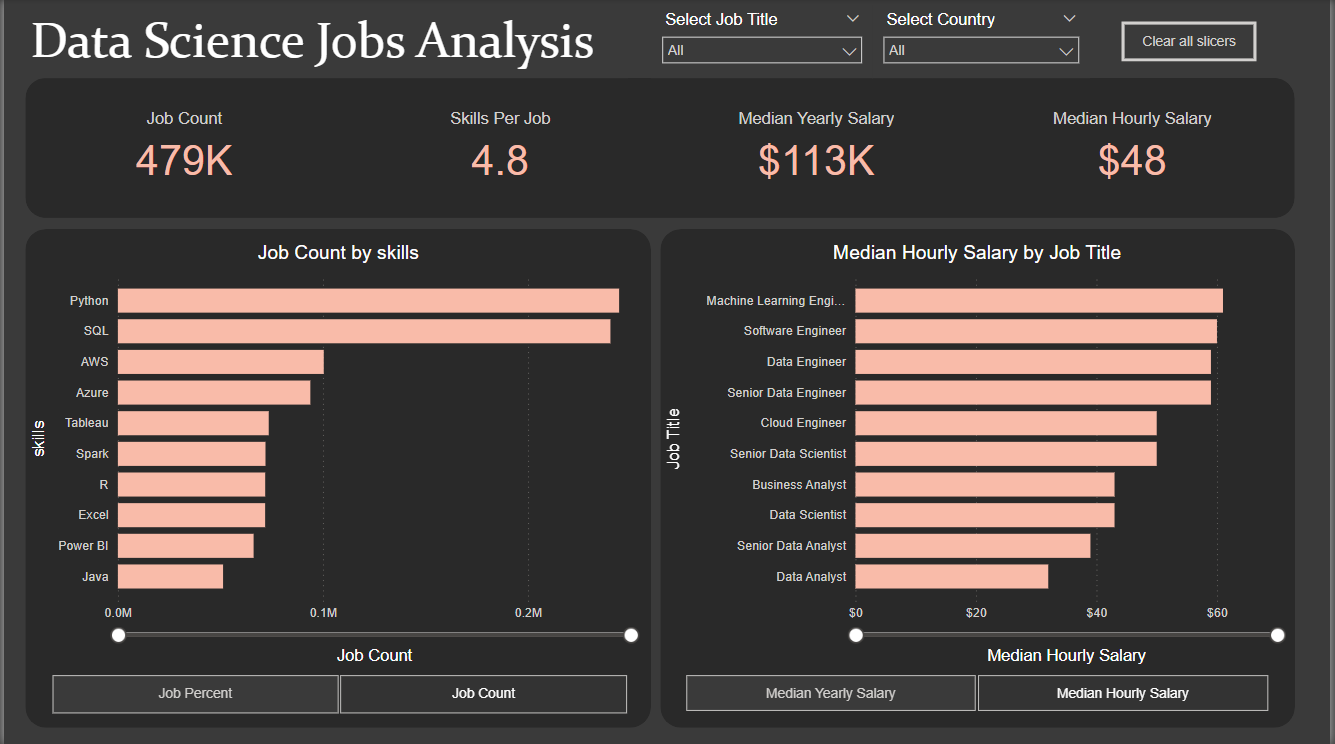 Data Science Jobs Analysis
Select Job Title
All
Select Country
All
Clear all slicers
Job Count
479K
Skills Per Job
4.8
Median Yearly Salary
$113K
Median Hourly Salary
$48
Job Count by skills
skills
Python
SQL
AWS
Azure
Tableau
Spark
R
Excel
Power BI
Java
0.0M 0.1M 0.2M
Job Count
Job Percent
Job Count
Median Hourly Salary by Job Title
Job Title
Machine Learning Engi...
Software Engineer
Data Engineer
Senior Data Engineer
Cloud Engineer
Senior Data Scientist
Business Analyst
Data Scientist
Senior Data Analyst
Data Analyst
$0 $20 $40 $60
Median Hourly Salary
Median Yearly Salary
Median Hourly Salary